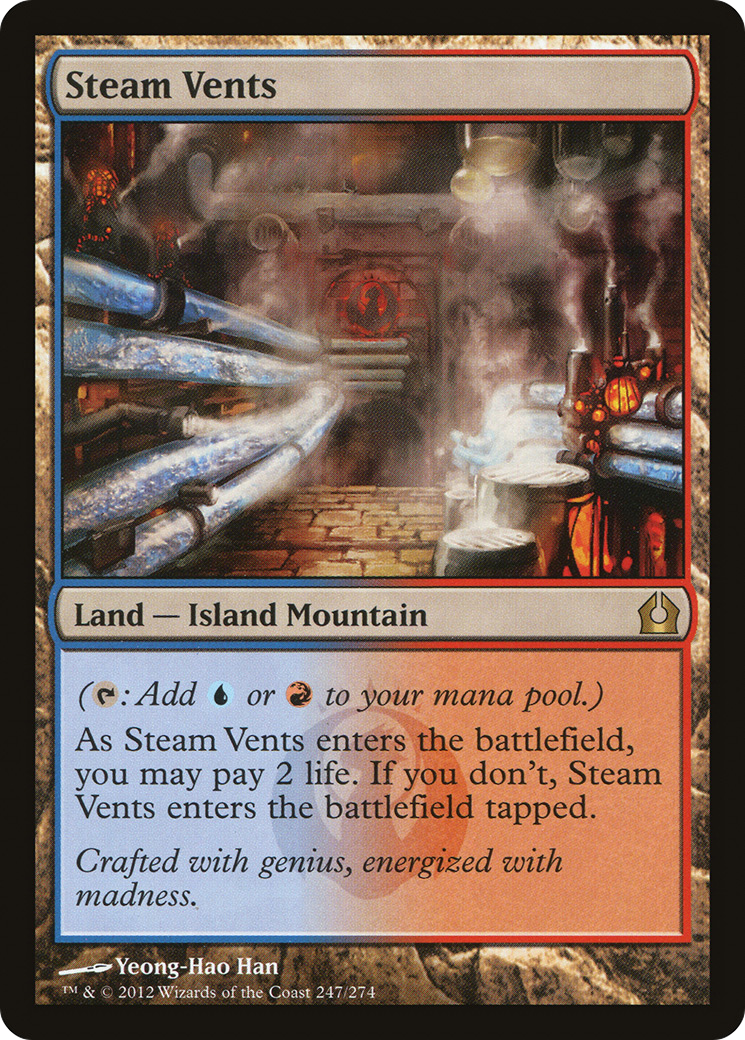 Steam Vents
Land — Island Mountain
(: Add or to your mana pool.)
As Steam Vents enters the battlefield,
you may pay 2 life. If you don't, Steam
Vents enters the battlefield tapped.
Crafted with genius, energized with
madness.
Yeong-Hao Han
™ & © 2012 Wizards of the Coast 247/274